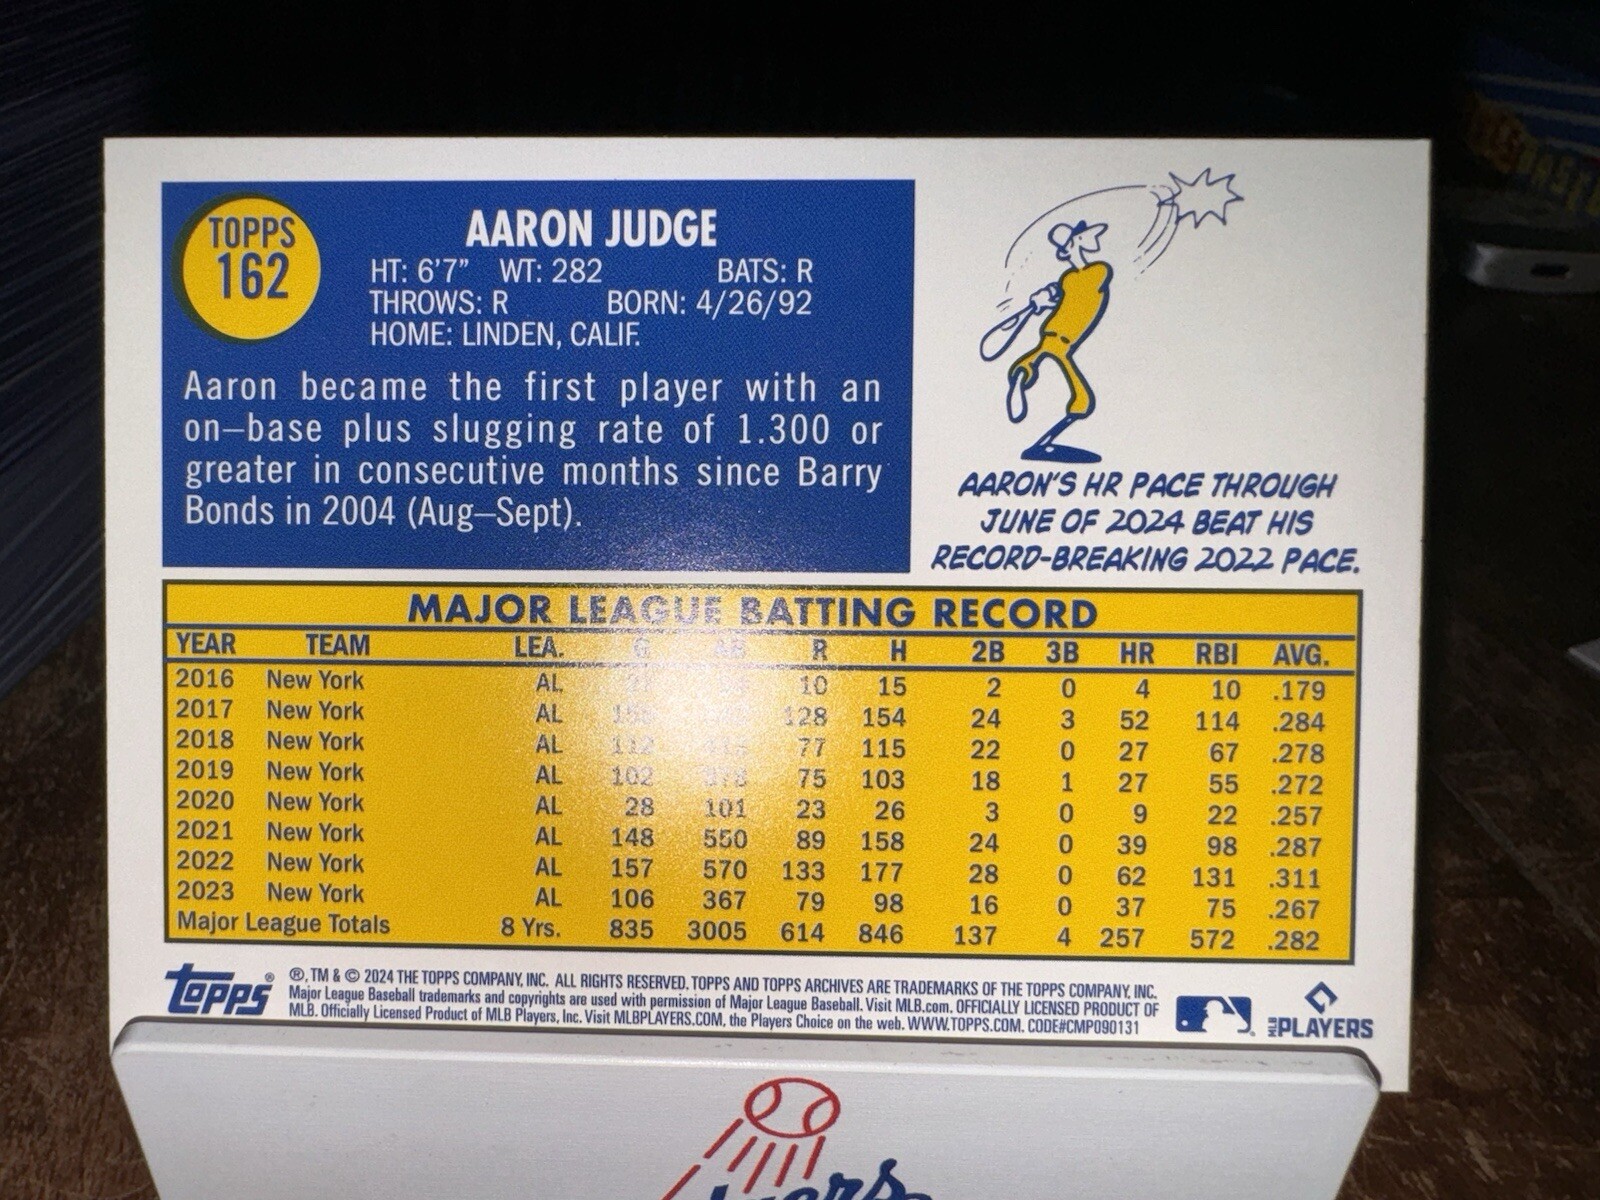 TOPPS
162
AARON JUDGE
HT: 6'7" WT: 282 BATS: R
THROWS: R BORN: 4/26/92
HOME: LINDEN, CALIF.
Aaron became the first player with an
on–base plus slugging rate of 1.300 or
greater in consecutive months since Barry
Bonds in 2004 (Aug–Sept).
AARON'S HR PACE THROUGH
JUNE OF 2024 BEAT HIS
RECORD-BREAKING 2022 PACE.
MAJOR LEAGUE BATTING RECORD
YEAR TEAM LEA. G AB R H 2B 3B HR RBI AVG.
2016 New York AL 10 15 2 0 4 10 .179
2017 New York AL 155 128 154 24 3 52 114 .284
2018 New York AL 112 77 115 22 0 27 67 .278
2019 New York AL 102 378 75 103 18 1 27 55 .272
2020 New York AL 28 101 23 26 3 0 9 22 .257
2021 New York AL 148 550 89 158 24 0 39 98 .287
2022 New York AL 157 570 133 177 28 0 62 131 .311
2023 New York AL 106 367 79 98 16 0 37 75 .267
Major League Totals 8 Yrs. 835 3005 614 846 137 4 257 572 .282
topps ®
®, TM & © 2024 THE TOPPS COMPANY, INC. ALL RIGHTS RESERVED. TOPPS AND TOPPS ARCHIVES ARE TRADEMARKS OF THE TOPPS COMPANY, INC.
Major League Baseball trademarks and copyrights are used with permission of Major League Baseball. Visit MLB.com. OFFICIALLY LICENSED PRODUCT OF
MLB. Officially Licensed Product of MLB Players, Inc. Visit MLBPLAYERS.COM, the Players Choice on the web. WWW.TOPPS.COM. CODE#CMP090131
MLB PLAYERS